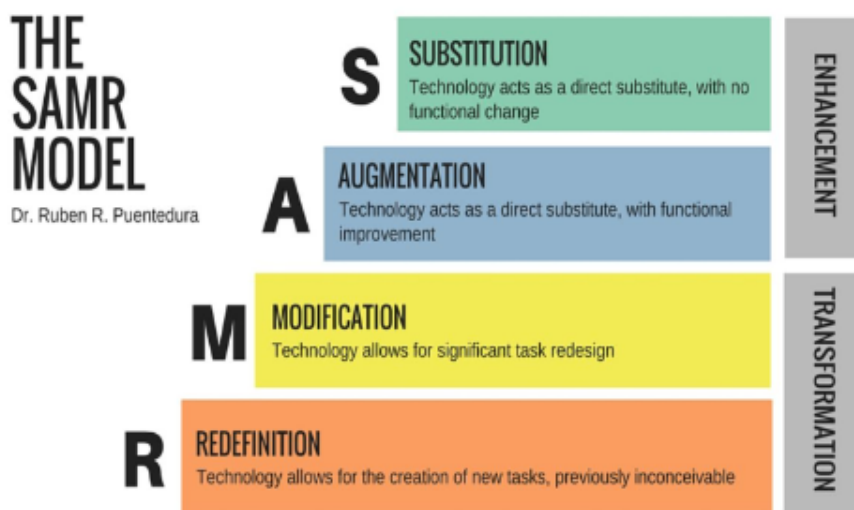 THE
SAMR
MODEL
Dr. Ruben R. Puentedura
S
SUBSTITUTION
Technology acts as a direct substitute, with no
functional change
A
AUGMENTATION
Technology acts as a direct substitute, with functional
improvement
ENHANCEMENT
M
MODIFICATION
Technology allows for significant task redesign
R
REDEFINITION
Technology allows for the creation of new tasks, previously inconceivable
TRANSFORMATION